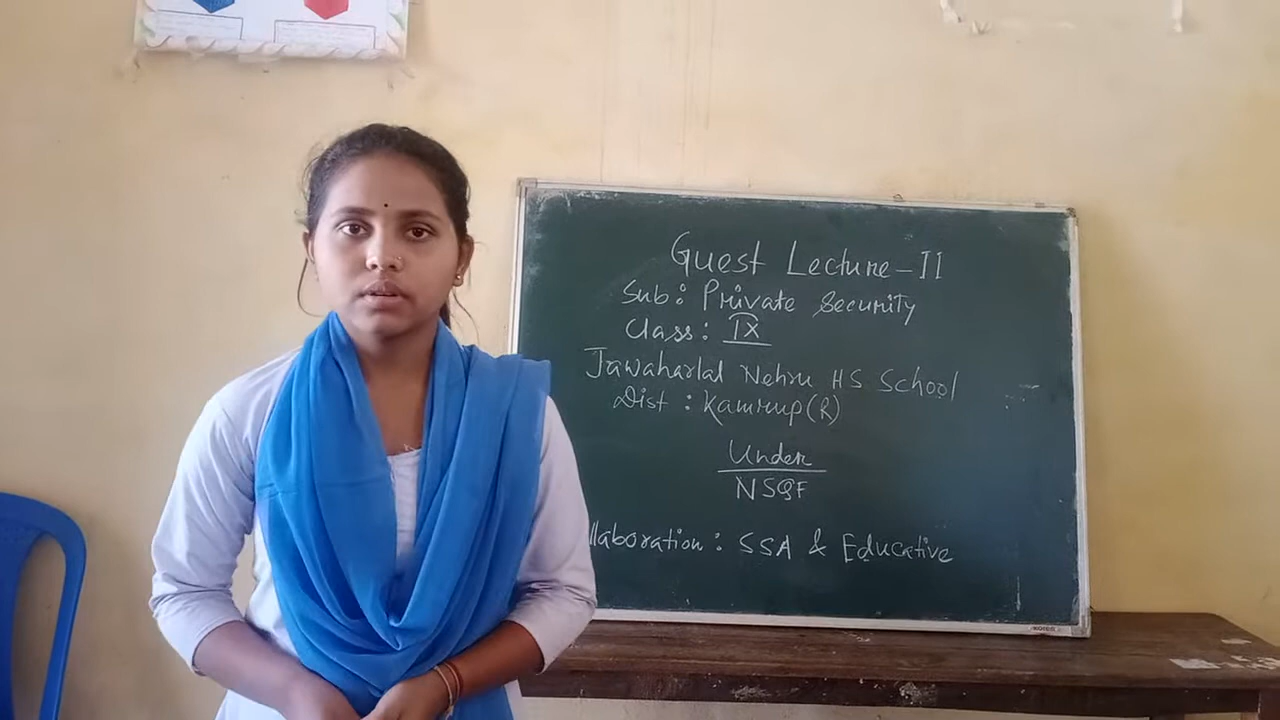 Guest Lecture-II
Sub: Private Security
Class: IX
Jawaharlal Nehru HS School
Dist: Kamrup(R)
Under
NSQF
llaboration: SSA & Educative